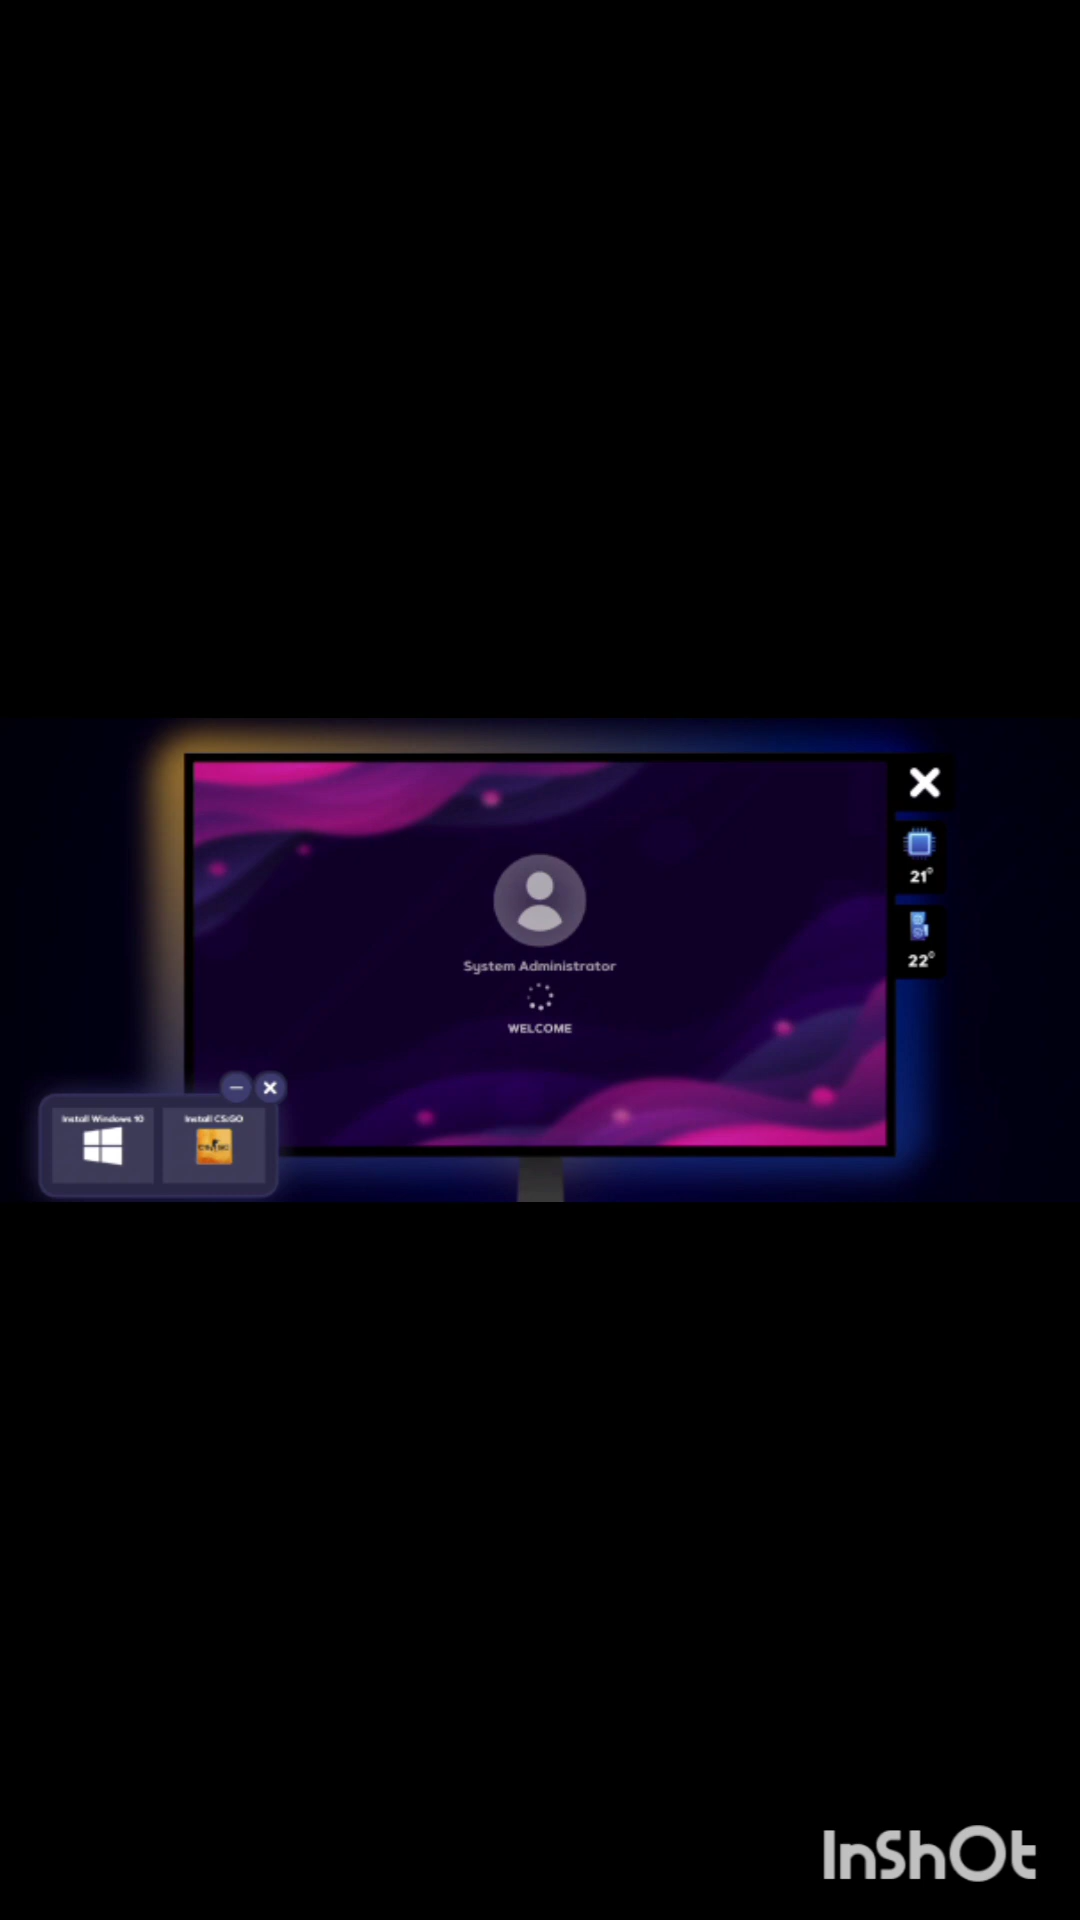 21°
22°
System Administrator
WELCOME
Install Windows 10
Install CS:GO
InShOt